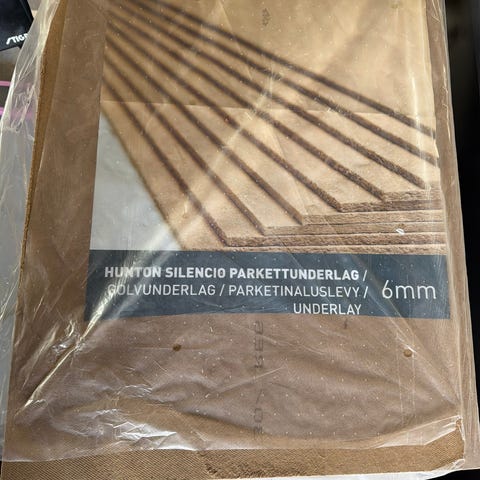 HUNTON SILENCIO PARKETTUNDERLAG /
GOLVUNDERLAG / PARKETINALUSLEVY / 6mm
UNDERLAY